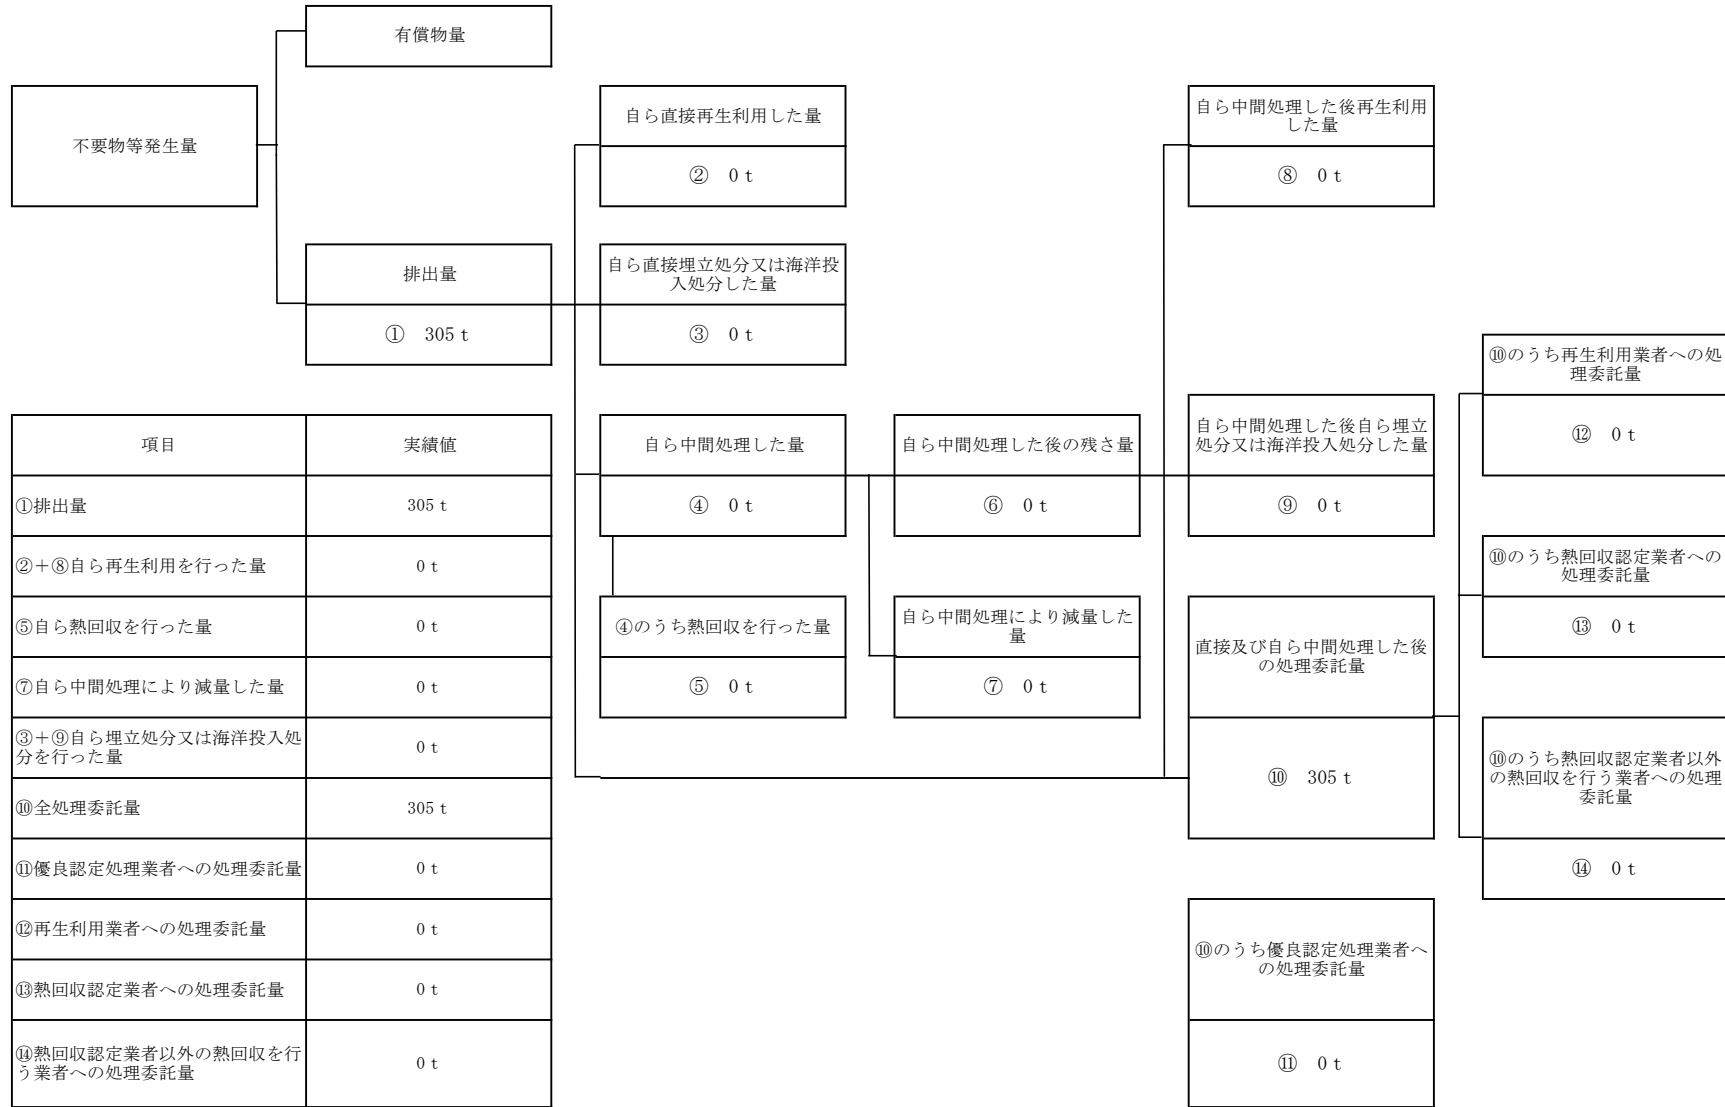 有償物量
不要物等発生量
排出量
① 305 t
自ら直接再生利用した量
② 0 t
自ら直接埋立処分又は海洋投
入処分した量
③ 0 t
自ら中間処理した量
④ 0 t
④のうち熱回収を行った量
⑤ 0 t
自ら中間処理した後の残さ量
⑥ 0 t
自ら中間処理により減量した
量
⑦ 0 t
自ら中間処理した後再生利用
した量
⑧ 0 t
自ら中間処理した後自ら埋立
処分又は海洋投入処分した量
⑨ 0 t
直接及び自ら中間処理した後
の処理委託量
⑩ 305 t
⑩のうち優良認定処理業者へ
の処理委託量
⑪ 0 t
⑩のうち再生利用業者への処
理委託量
⑫ 0 t
⑩のうち熱回収認定業者への
処理委託量
⑬ 0 t
⑩のうち熱回収認定業者以外
の熱回収を行う業者への処理
委託量
⑭ 0 t
項目 実績値
①排出量 305 t
②+⑧自ら再生利用を行った量 0 t
⑤自ら熱回収を行った量 0 t
⑦自ら中間処理により減量した量 0 t
③+⑨自ら埋立処分又は海洋投入処
分を行った量 0 t
⑩全処理委託量 305 t
⑪優良認定処理業者への処理委託量 0 t
⑫再生利用業者への処理委託量 0 t
⑬熱回収認定業者への処理委託量 0 t
⑭熱回収認定業者以外の熱回収を行
う業者への処理委託量 0 t